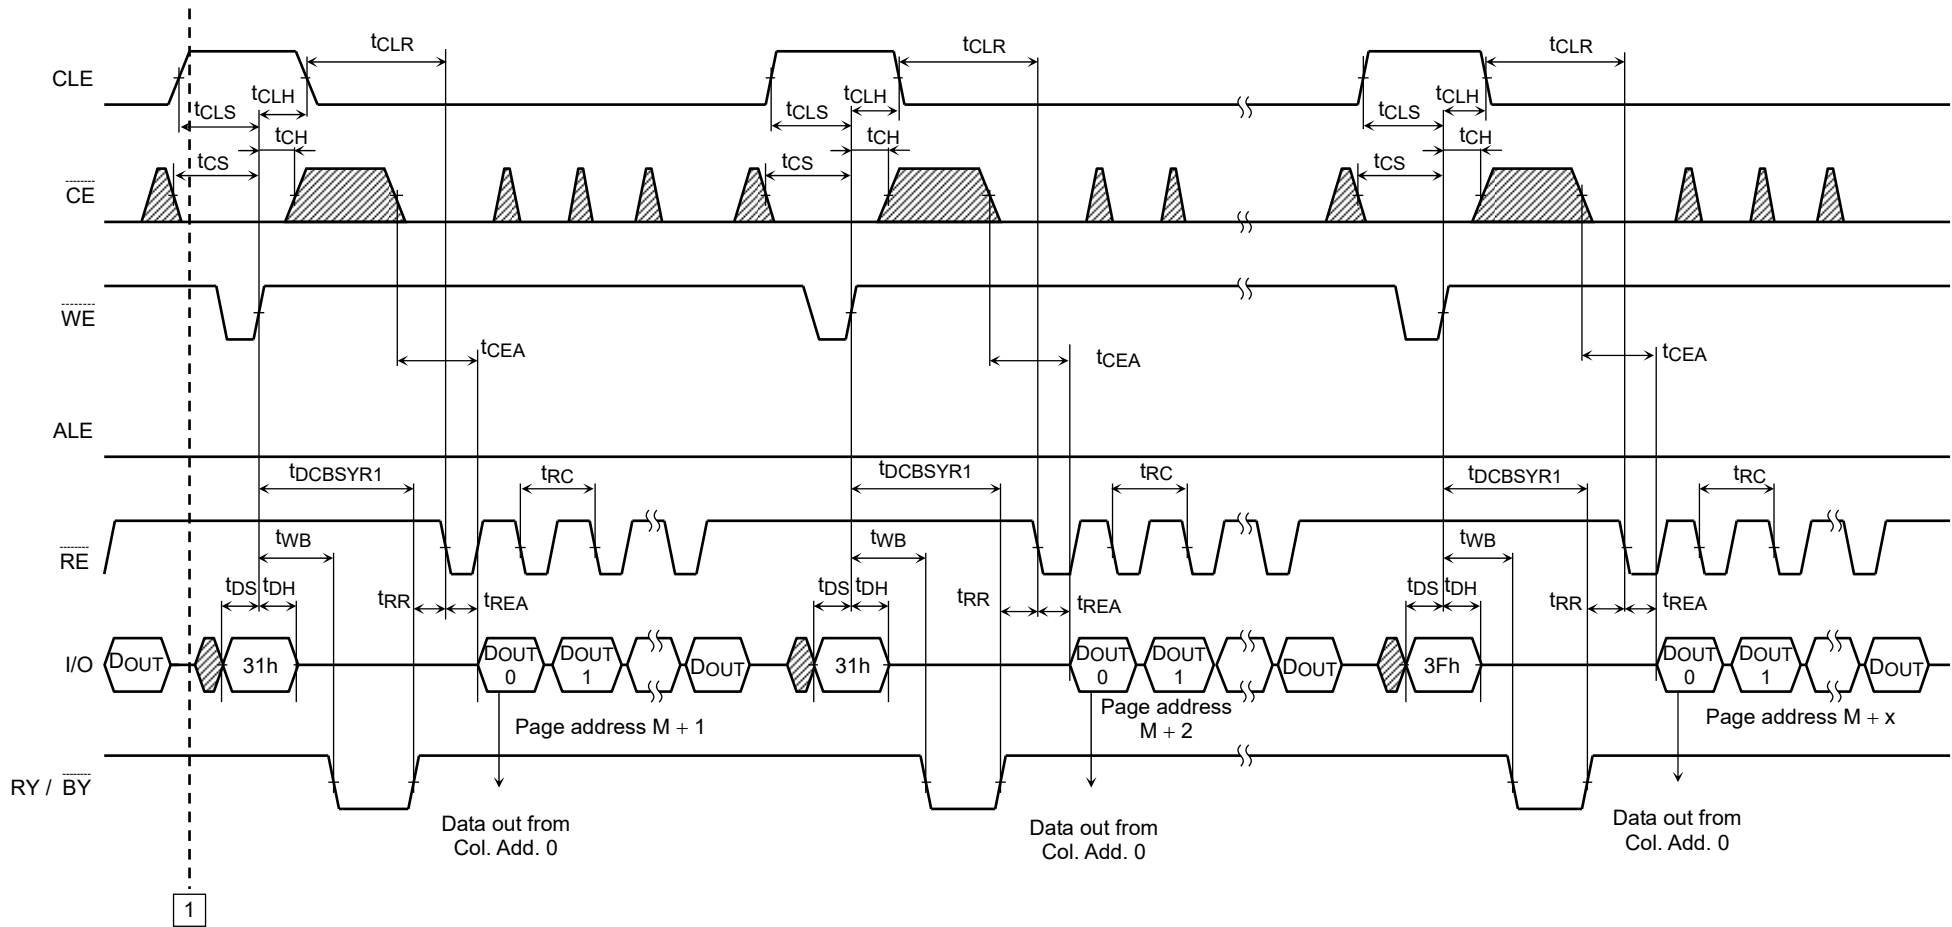 tCLR tCLR tCLR
CLE
tCLH tCLH tCLH
tCLS tCLS tCLS
tCH tCH tCH
tCS tCS tCS
CE
WE
tCEA tCEA tCEA
ALE
tDCBSYR1 tDCBSYR1 tDCBSYR1
tRC tRC tRC
tWB tWB tWB
RE
tDS tDH tDS tDH tDS tDH
tRR tREA tRR tREA tRR tREA
I/O DOUT 31h DOUT 0 DOUT 1 DOUT 31h DOUT 0 DOUT 1 DOUT 3Fh DOUT 0 DOUT 1 DOUT
Page address M + 1
Page address
M + 2
Page address M + x
RY / BY
Data out from
Col. Add. 0
Data out from
Col. Add. 0
Data out from
Col. Add. 0
1